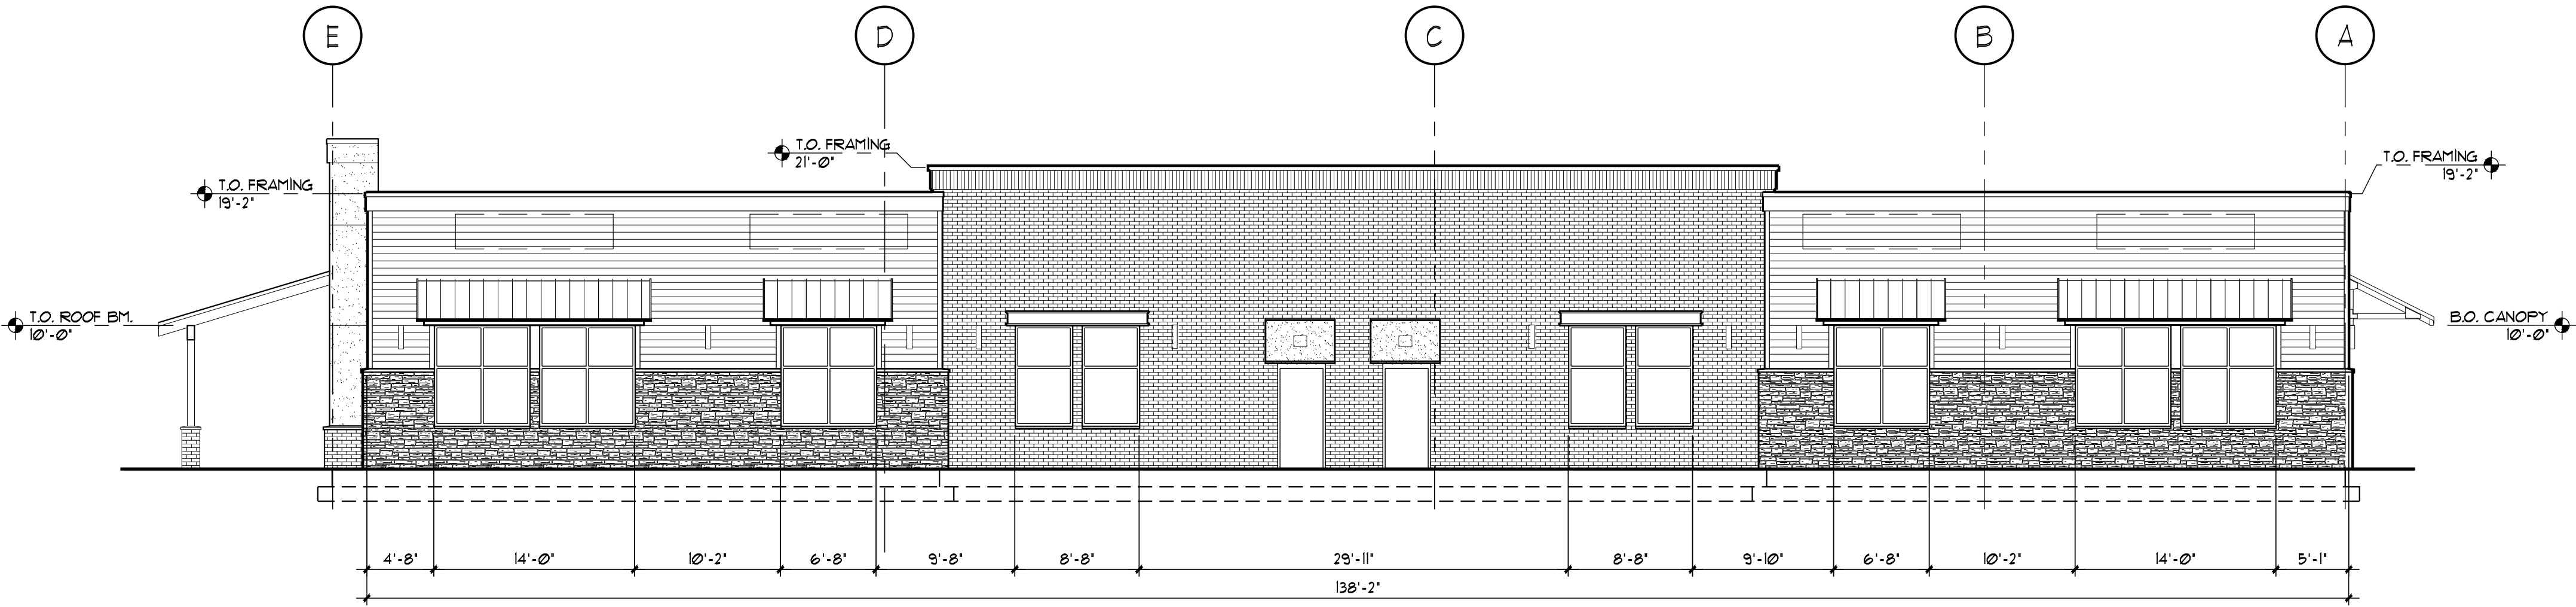 E
D
C
B
A
T.O. FRAMING
21'-0"
T.O. FRAMING
19'-2"
T.O. FRAMING
19'-2"
T.O. ROOF BM.
10'-0"
B.O. CANOPY
10'-0"
4'-8"
14'-0"
10'-2"
6'-8"
9'-8"
8'-8"
29'-11"
8'-8"
9'-10"
6'-8"
10'-2"
14'-0"
5'-1"
138'-2"